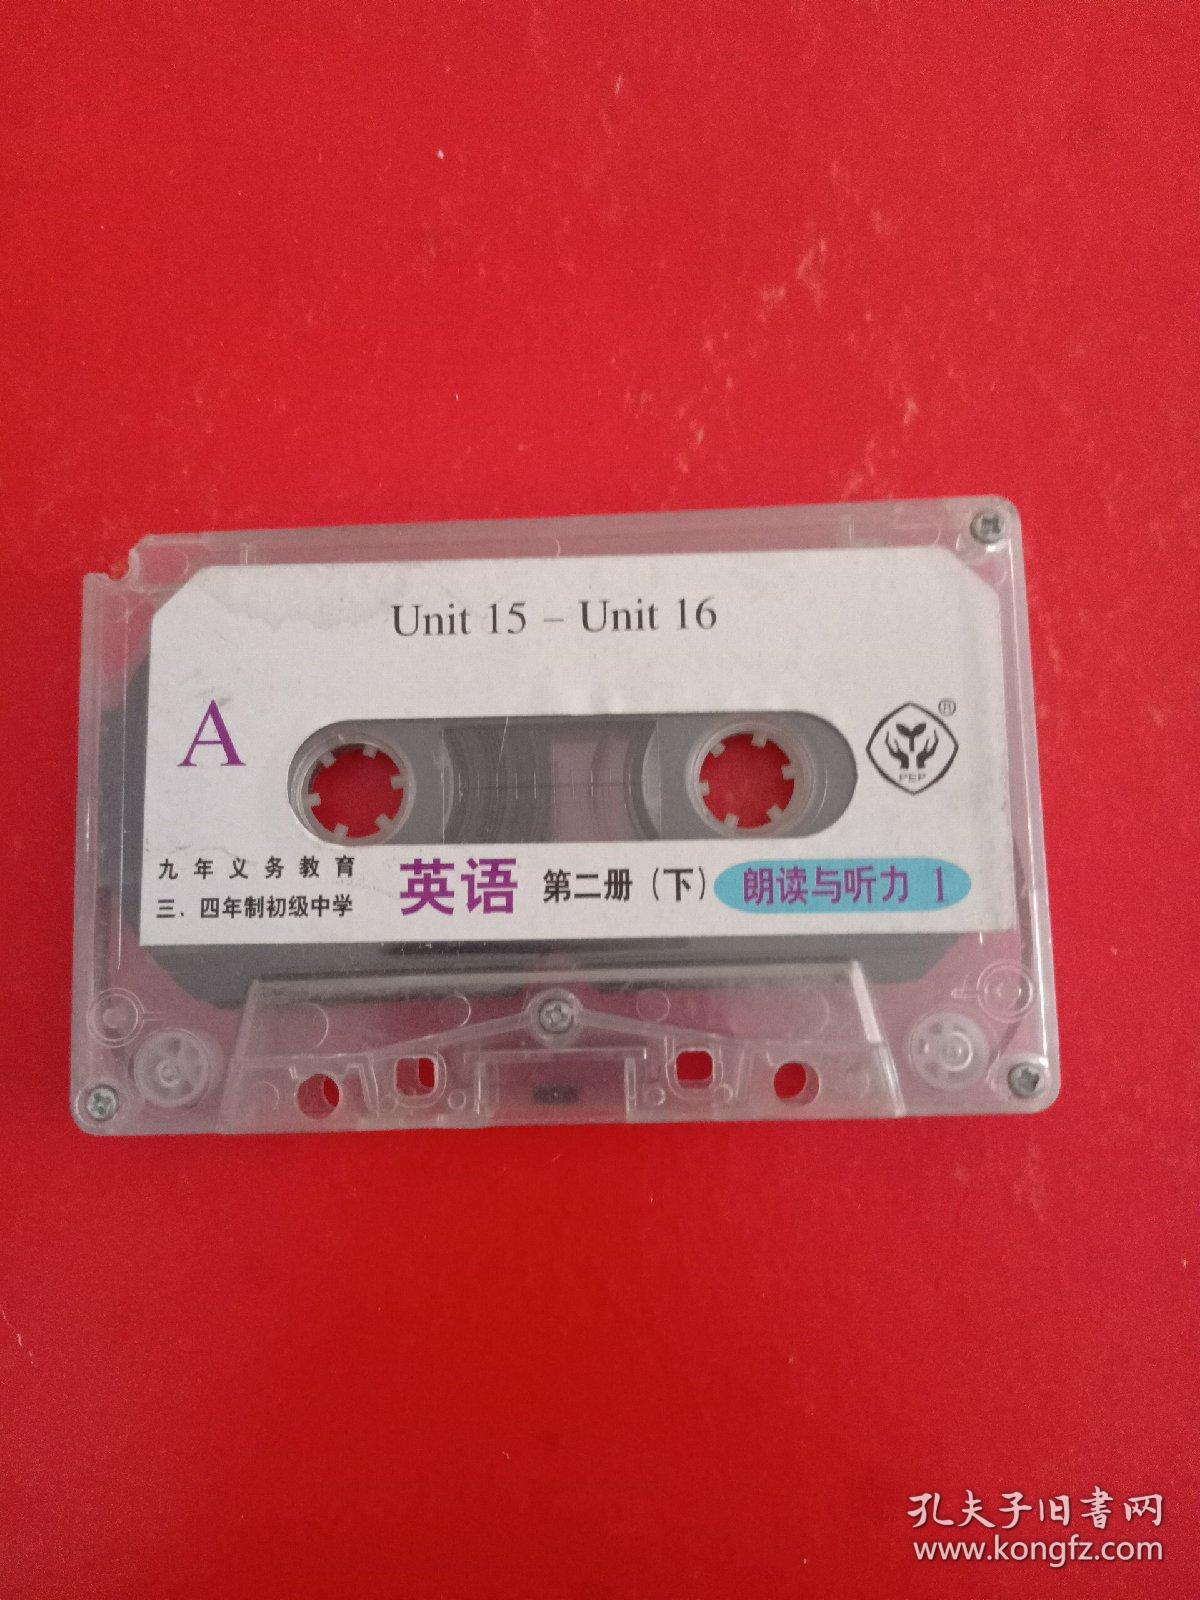 Unit 15 – Unit 16
A
®
PEP
九年义务教育
三．四年制初级中学
英语 第二册（下） 朗读与听力 1
孔夫子旧书网
www.kongfz.com